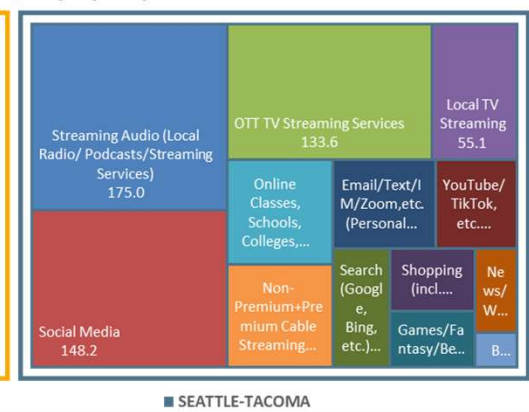 Streaming Audio (Local
Radio/ Podcasts/Streaming
Services)
175.0
Social Media
148.2
OTT TV Streaming Services
133.6
Local TV
Streaming
55.1
Online
Classes,
Schools,
Colleges,...
Non-
Premium+Pre
mium Cable
Streaming...
Email/Text/I
M/Zoom,etc.
(Personal...
YouTube/
TikTok,
etc....
Search
(Googl
e,
Bing,
etc.)...
Shopping
(incl....
Games/Fa
ntasy/Be...
Ne
ws/
W...
B...
SEATTLE-TACOMA